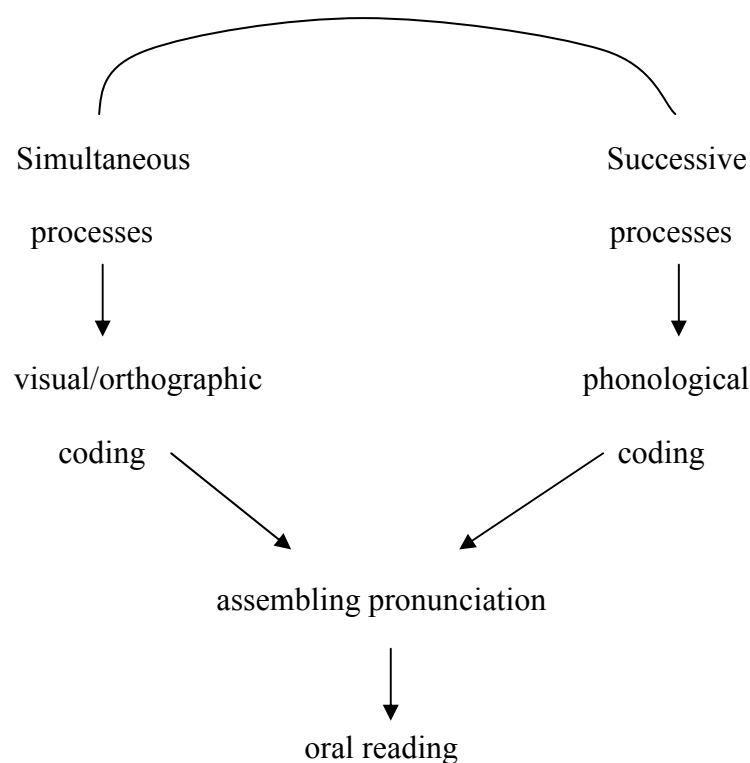 Simultaneous
processes
Successive
processes
visual/orthographic
coding
phonological
coding
assembling pronunciation
oral reading